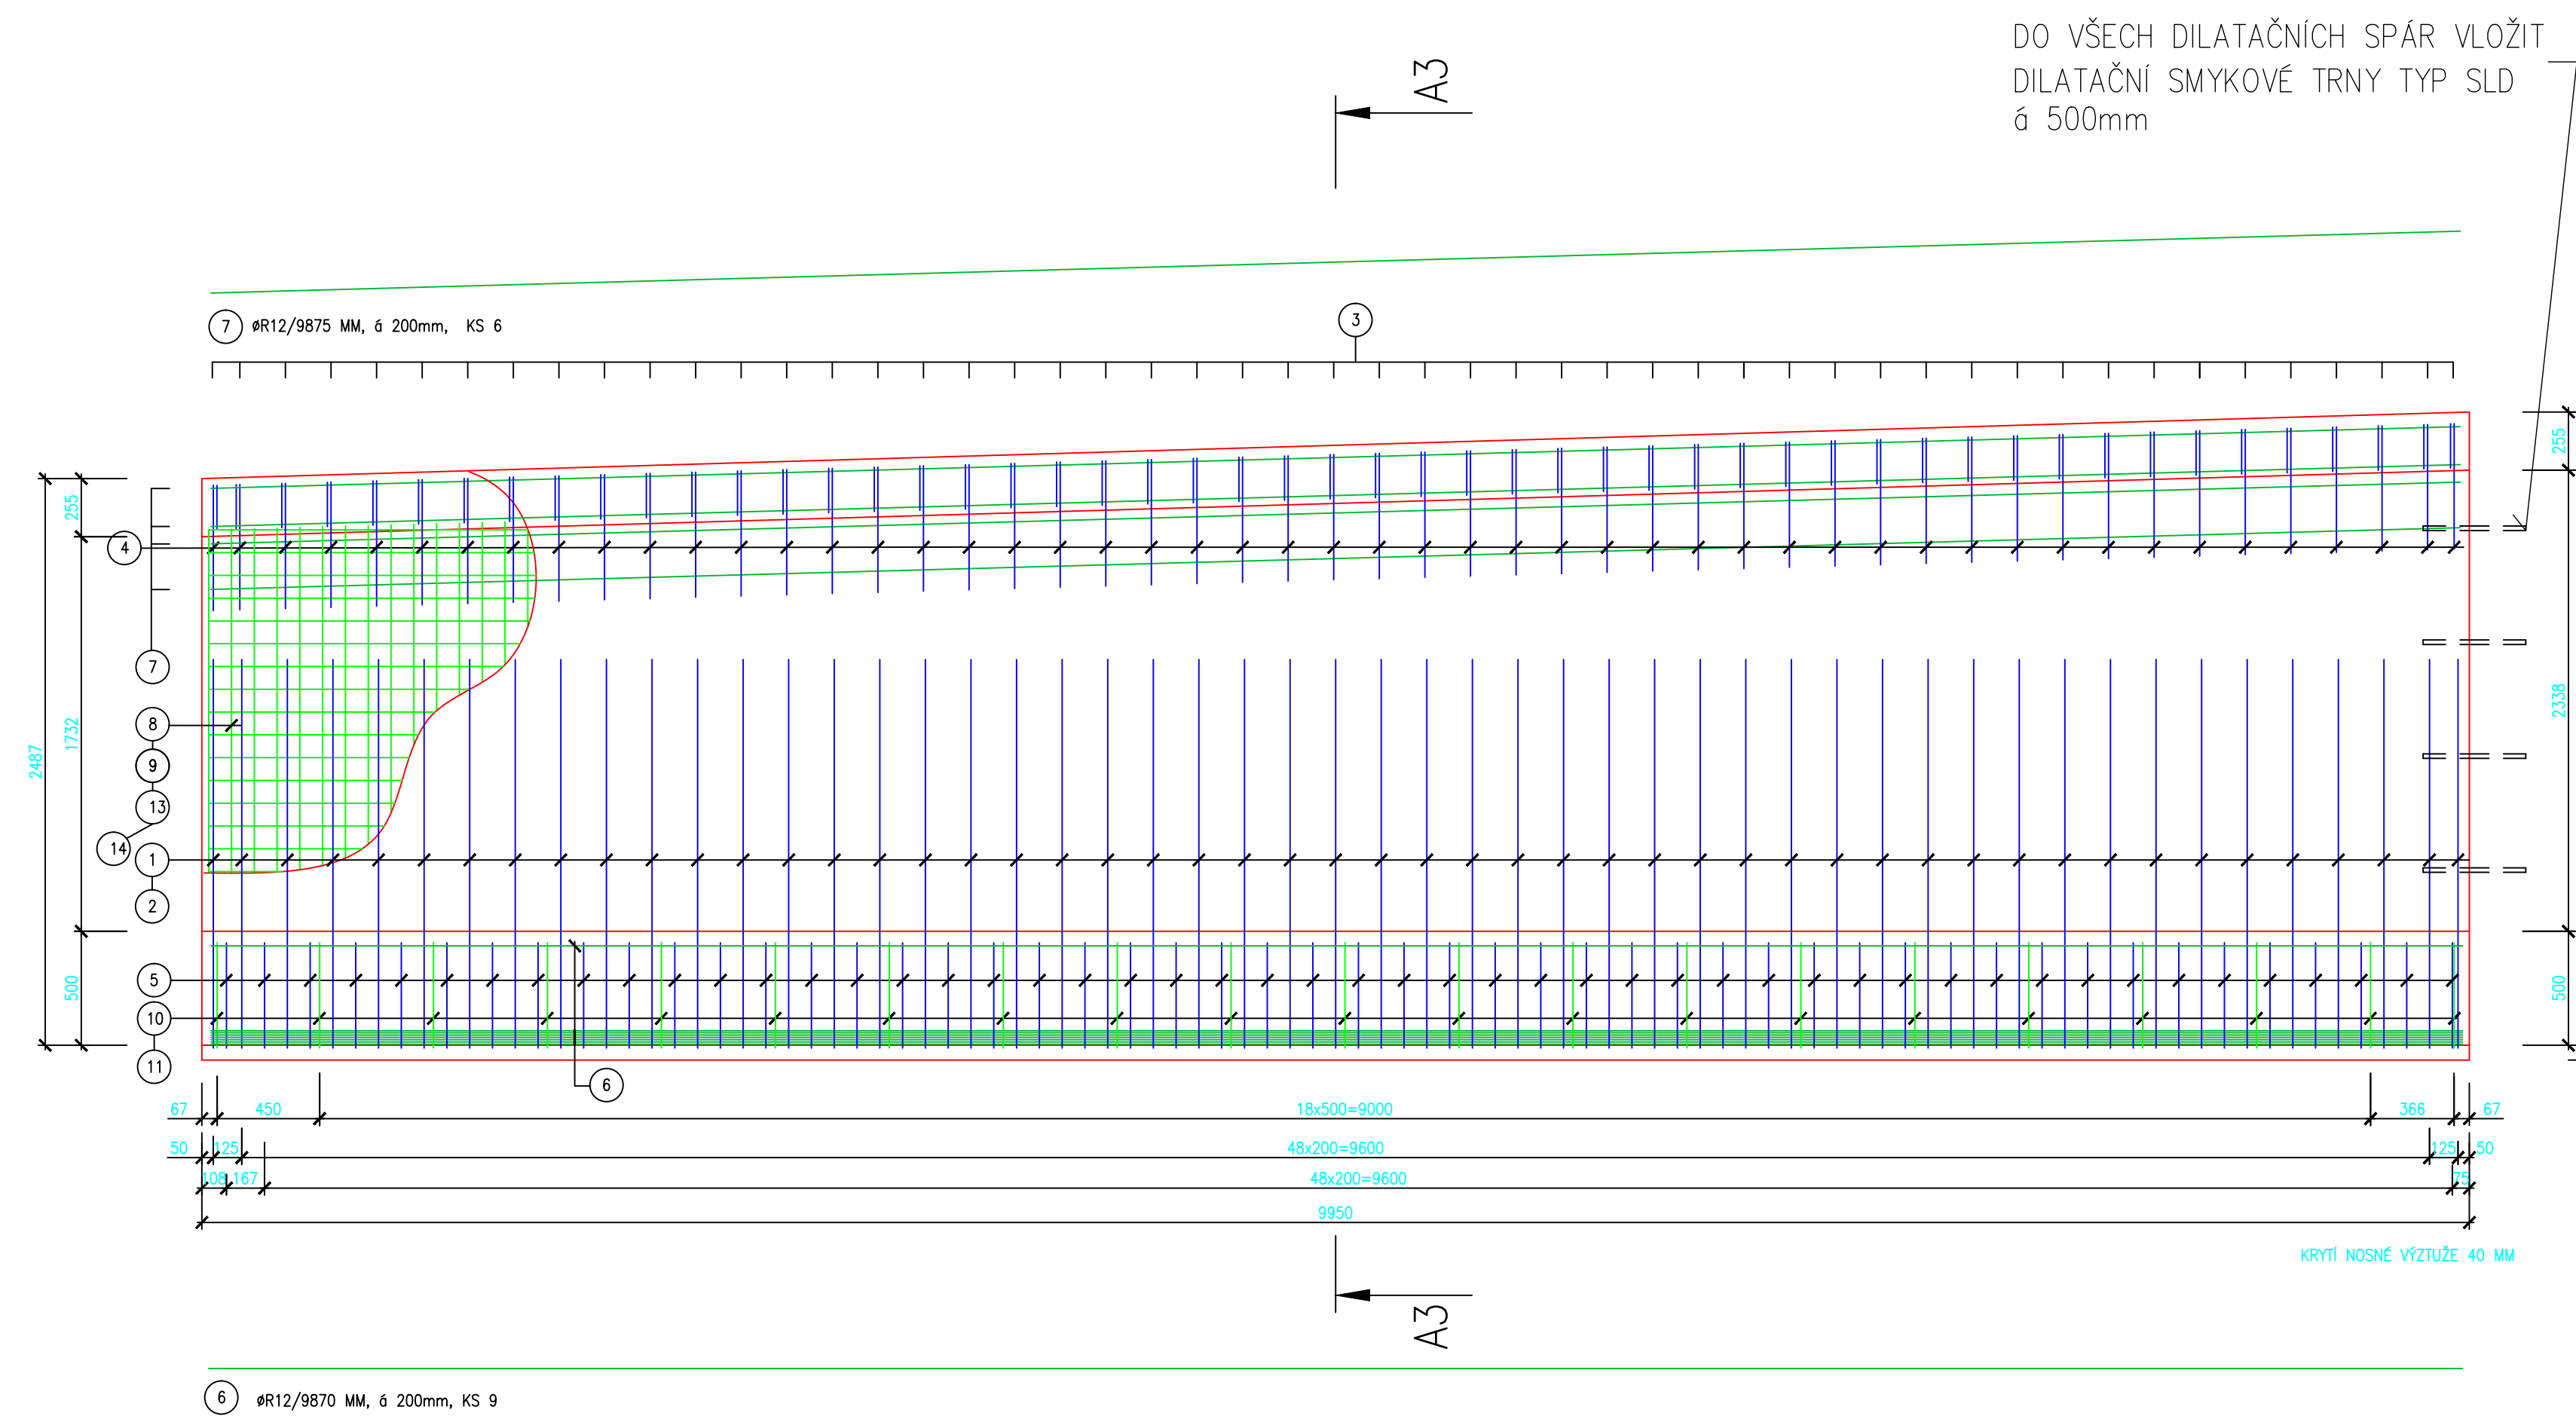 DO VŠECH DILATAČNÍCH SPÁR VLOŽIT
DILATAČNÍ SMYKOVÉ TRNY TYP SLD
á 500mm
A3
7 øR12/9875 MM, á 200mm, KS 6
3
255
255
4
7
8
9
13
14
1
2
2487
1732
2338
500
500
5
10
11
6
67
450
18x500=9000
366
67
50
125
48x200=9600
125
50
108
167
48x200=9600
75
9950
KRYTÍ NOSNÉ VÝZTUŽE 40 MM
A3
6 øR12/9870 MM, á 200mm, KS 9